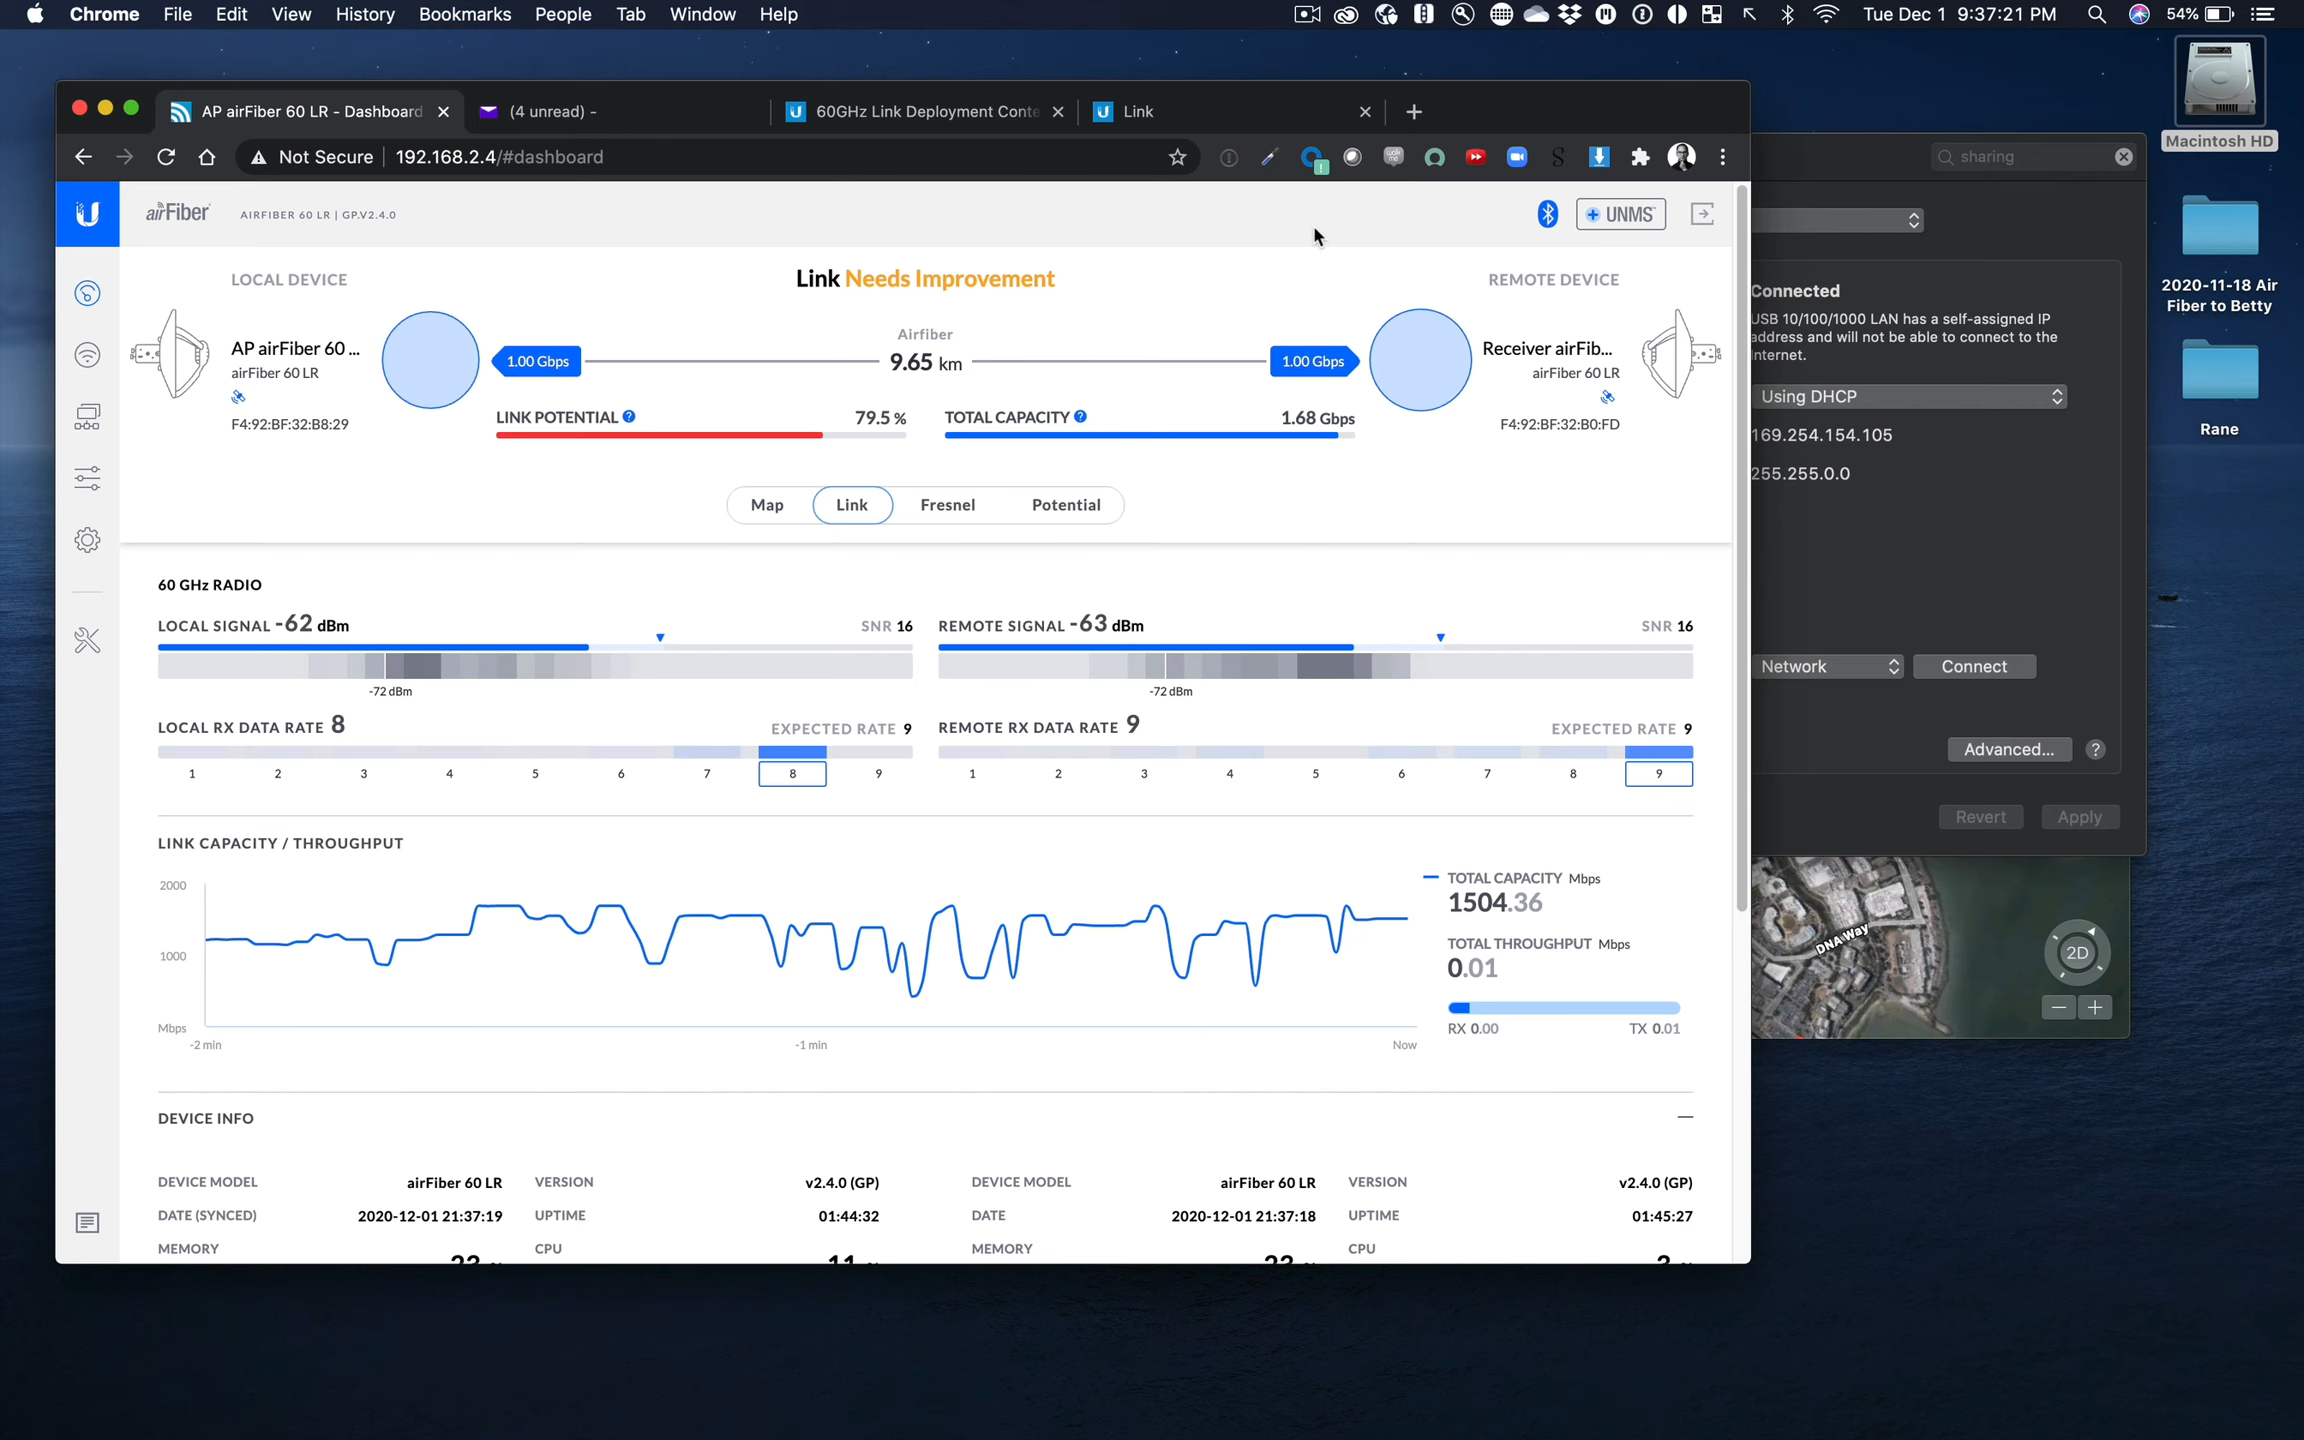 Chrome File Edit View History Bookmarks People Tab Window Help
Tue Dec 1 9:37:21 PM
54%
Macintosh HD
2020-11-18 Air
Fiber to Betty
Rane
AP airFiber 60 LR - Dashboard
(4 unread) -
60GHz Link Deployment Conte
Link
Not Secure 192.168.2.4/#dashboard
sharing
airFiber
AIRFIBER 60 LR | GP.V2.4.0
UNMS
LOCAL DEVICE
Link Needs Improvement
REMOTE DEVICE
AP airFiber 60 ...
airFiber 60 LR
F4:92:BF:32:B8:29
1.00 Gbps
Airfiber
9.65 km
1.00 Gbps
Receiver airFib...
airFiber 60 LR
F4:92:BF:32:B0:FD
LINK POTENTIAL ? 79.5 %
TOTAL CAPACITY ? 1.68 Gbps
Map Link Fresnel Potential
60 GHz RADIO
LOCAL SIGNAL -62 dBm SNR 16
-72 dBm
REMOTE SIGNAL -63 dBm SNR 16
-72 dBm
LOCAL RX DATA RATE 8 EXPECTED RATE 9
1 2 3 4 5 6 7 8 9
REMOTE RX DATA RATE 9 EXPECTED RATE 9
1 2 3 4 5 6 7 8 9
LINK CAPACITY / THROUGHPUT
2000
1000
Mbps
-2 min -1 min Now
TOTAL CAPACITY Mbps
1504.36
TOTAL THROUGHPUT Mbps
0.01
RX 0.00 TX 0.01
DEVICE INFO
DEVICE MODEL airFiber 60 LR VERSION v2.4.0 (GP)
DATE (SYNCED) 2020-12-01 21:37:19 UPTIME 01:44:32
MEMORY CPU
DEVICE MODEL airFiber 60 LR VERSION v2.4.0 (GP)
DATE 2020-12-01 21:37:18 UPTIME 01:45:27
MEMORY CPU
Connected
USB 10/100/1000 LAN has a self-assigned IP
address and will not be able to connect to the
Internet.
Using DHCP
169.254.154.105
255.255.0.0
Network Connect
Advanced... ?
Revert Apply
DNA Way
2D